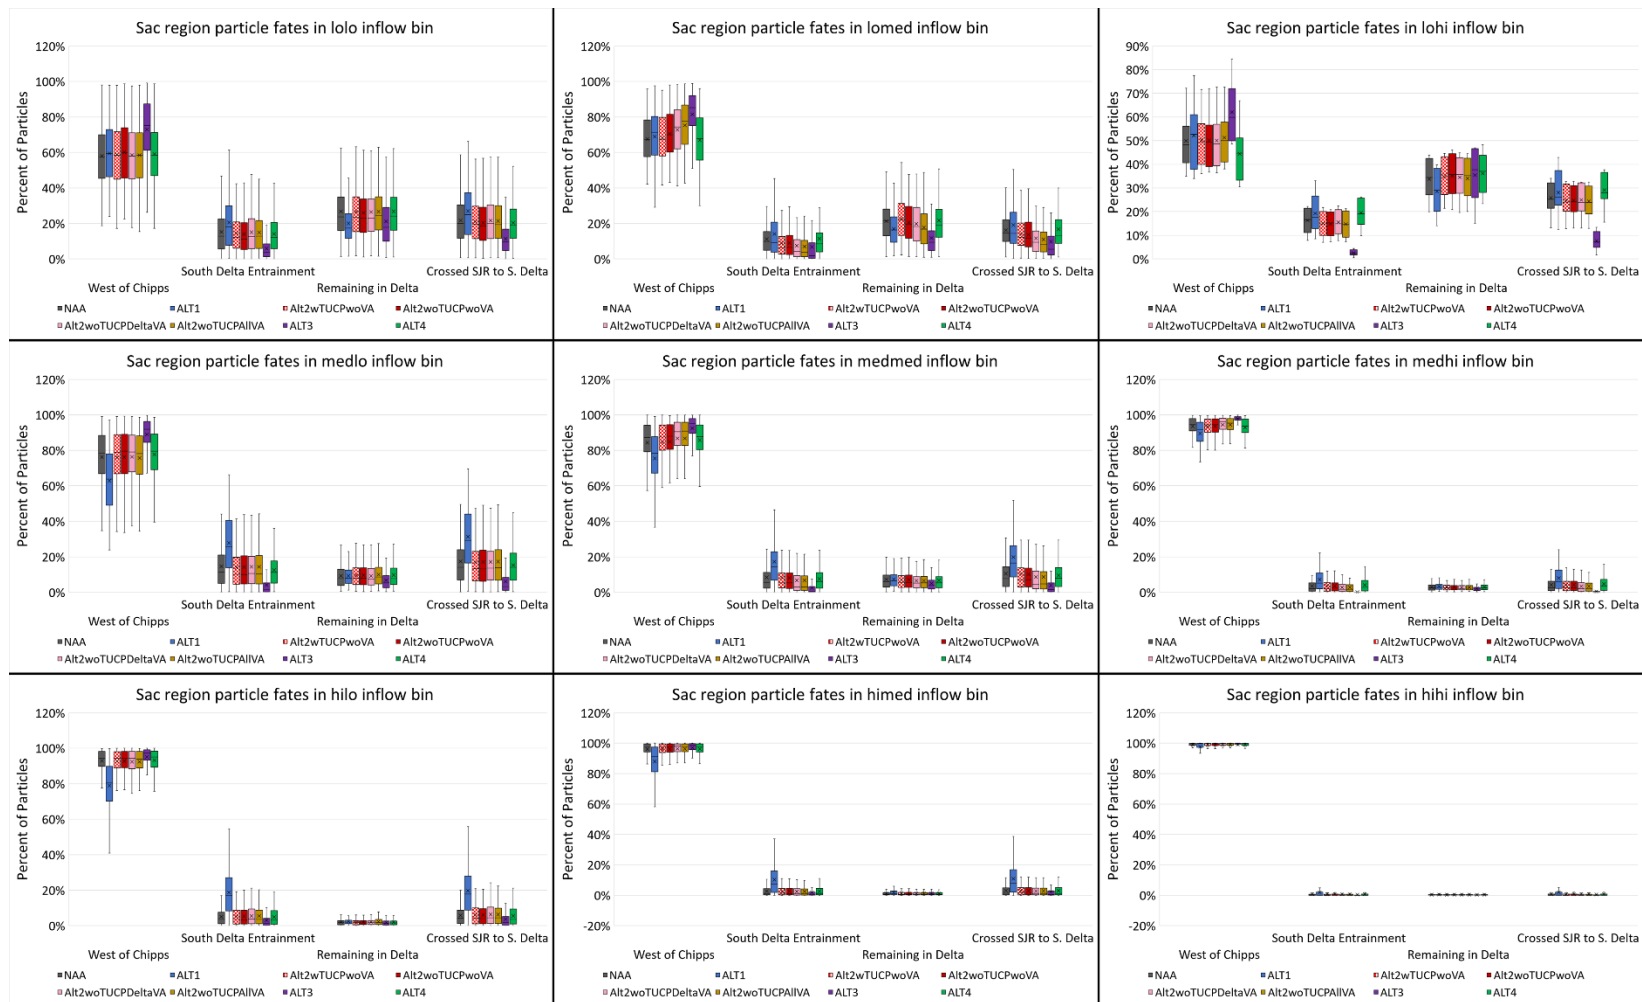 Sac region particle fates in lolo inflow bin
120%
100%
80%
60%
40%
20%
0%
Percent of Particles
South Delta Entrainment
Crossed SJR to S. Delta
West of Chipps
Remaining in Delta
NAA
ALT1
Alt2wTUCPwoVA
Alt2woTUCPwoVA
Alt2woTUCPDeltaVA
Alt2woTUCPAllVA
ALT3
ALT4
Sac region particle fates in lomed inflow bin
120%
100%
80%
60%
40%
20%
0%
Percent of Particles
South Delta Entrainment
Crossed SJR to S. Delta
West of Chipps
Remaining in Delta
NAA
ALT1
Alt2wTUCPwoVA
Alt2woTUCPwoVA
Alt2woTUCPDeltaVA
Alt2woTUCPAllVA
ALT3
ALT4
Sac region particle fates in lohi inflow bin
90%
80%
70%
60%
50%
40%
30%
20%
10%
0%
Percent of Particles
South Delta Entrainment
Crossed SJR to S. Delta
West of Chipps
Remaining in Delta
NAA
ALT1
Alt2wTUCPwoVA
Alt2woTUCPwoVA
Alt2woTUCPDeltaVA
Alt2woTUCPAllVA
ALT3
ALT4
Sac region particle fates in medlo inflow bin
120%
100%
80%
60%
40%
20%
0%
Percent of Particles
South Delta Entrainment
Crossed SJR to S. Delta
West of Chipps
Remaining in Delta
NAA
ALT1
Alt2wTUCPwoVA
Alt2woTUCPwoVA
Alt2woTUCPDeltaVA
Alt2woTUCPAllVA
ALT3
ALT4
Sac region particle fates in medmed inflow bin
120%
100%
80%
60%
40%
20%
0%
Percent of Particles
South Delta Entrainment
Crossed SJR to S. Delta
West of Chipps
Remaining in Delta
NAA
ALT1
Alt2wTUCPwoVA
Alt2woTUCPwoVA
Alt2woTUCPDeltaVA
Alt2woTUCPAllVA
ALT3
ALT4
Sac region particle fates in medhi inflow bin
120%
100%
80%
60%
40%
20%
0%
Percent of Particles
South Delta Entrainment
Crossed SJR to S. Delta
West of Chipps
Remaining in Delta
NAA
ALT1
Alt2wTUCPwoVA
Alt2woTUCPwoVA
Alt2woTUCPDeltaVA
Alt2woTUCPAllVA
ALT3
ALT4
Sac region particle fates in hilo inflow bin
120%
100%
80%
60%
40%
20%
0%
Percent of Particles
South Delta Entrainment
Crossed SJR to S. Delta
West of Chipps
Remaining in Delta
NAA
ALT1
Alt2wTUCPwoVA
Alt2woTUCPwoVA
Alt2woTUCPDeltaVA
Alt2woTUCPAllVA
ALT3
ALT4
Sac region particle fates in himed inflow bin
120%
100%
80%
60%
40%
20%
0%
-20%
Percent of Particles
South Delta Entrainment
Crossed SJR to S. Delta
West of Chipps
Remaining in Delta
NAA
ALT1
Alt2wTUCPwoVA
Alt2woTUCPwoVA
Alt2woTUCPDeltaVA
Alt2woTUCPAllVA
ALT3
ALT4
Sac region particle fates in hihi inflow bin
120%
100%
80%
60%
40%
20%
0%
-20%
Percent of Particles
South Delta Entrainment
Crossed SJR to S. Delta
West of Chipps
Remaining in Delta
NAA
ALT1
Alt2wTUCPwoVA
Alt2woTUCPwoVA
Alt2woTUCPDeltaVA
Alt2woTUCPAllVA
ALT3
ALT4